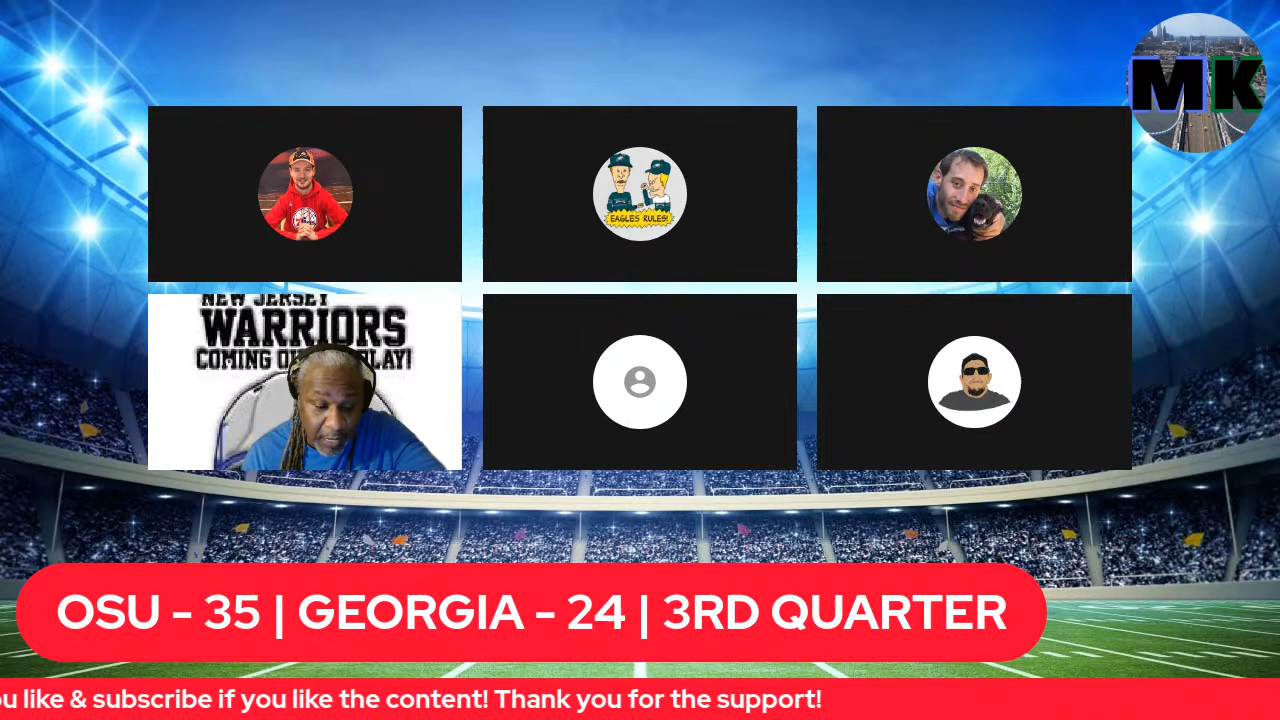 MK
EAGLES RULES!
NEW JERSEY
WARRIORS
COMING PLAY!
OSU - 35 | GEORGIA - 24 | 3RD QUARTER
like & subscribe if you like the content! Thank you for the support!